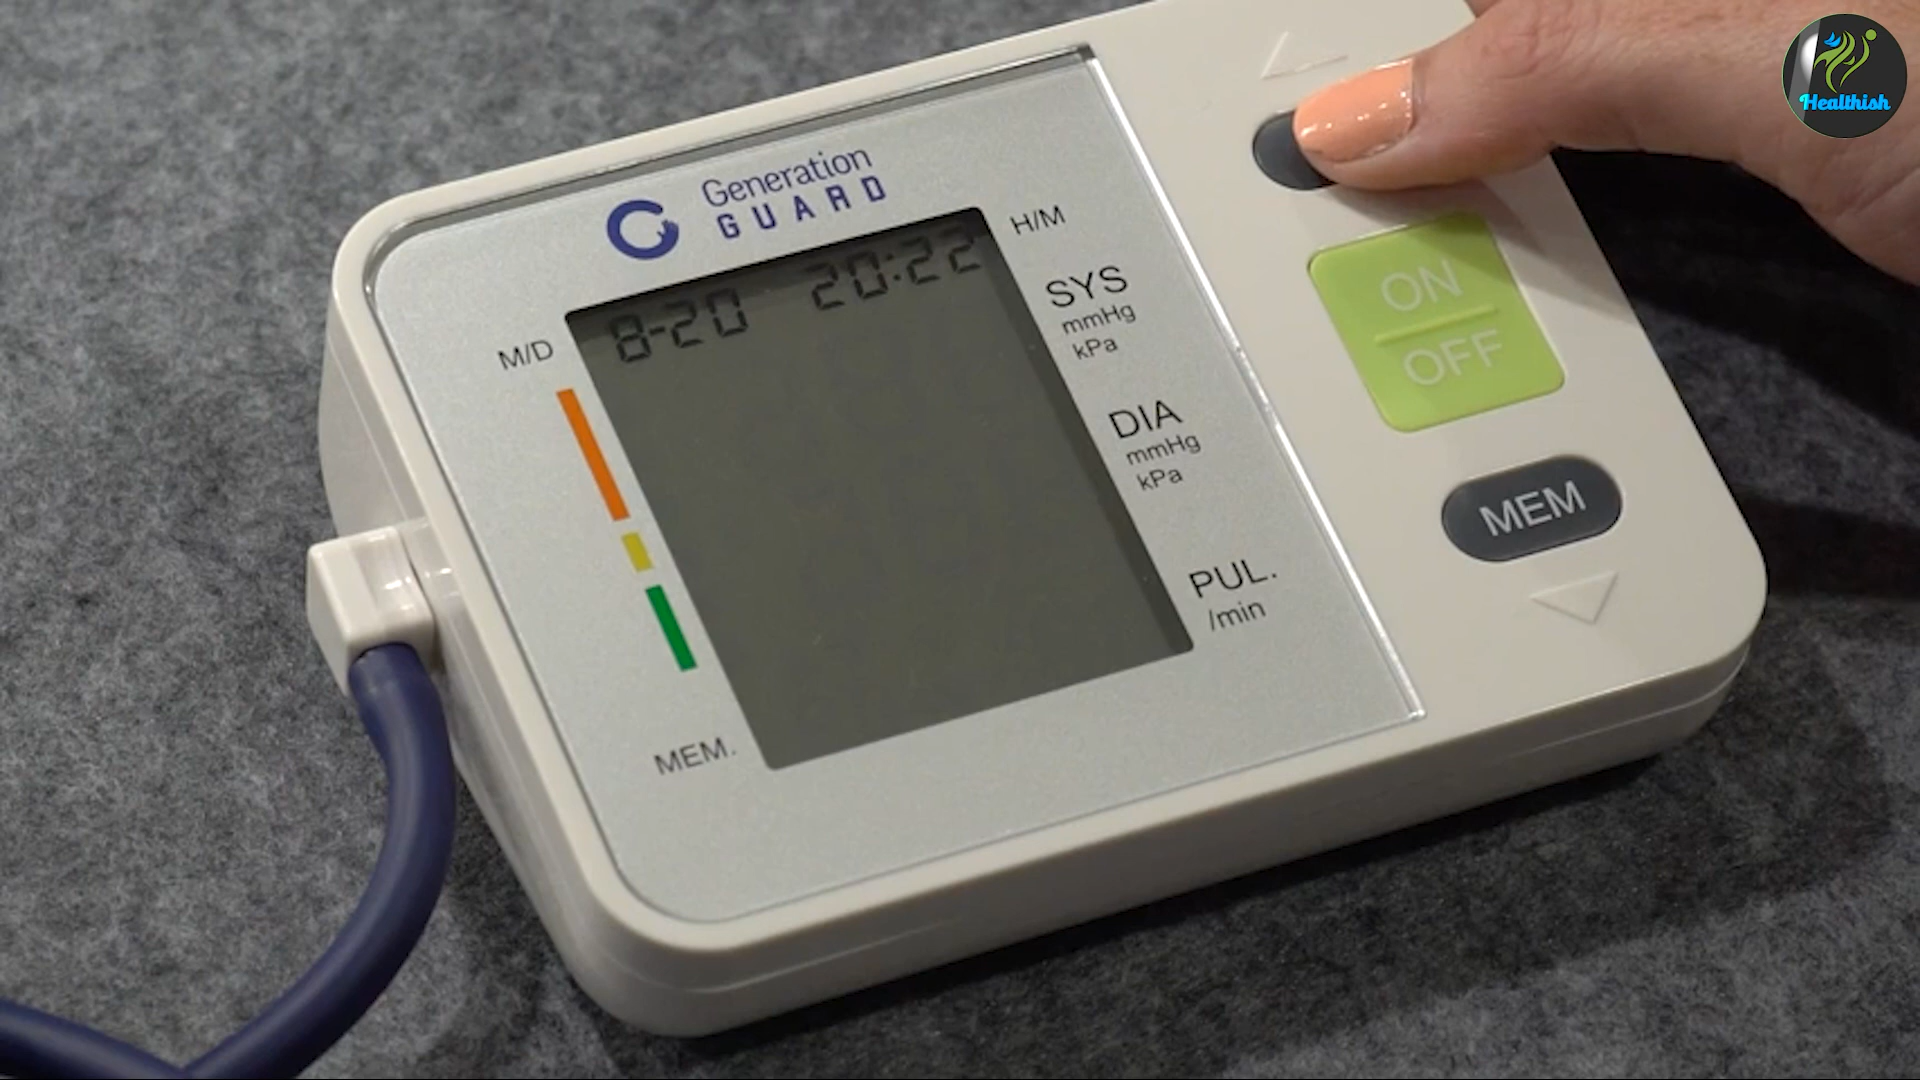 Healthish
Generation
GUARD
H/M
8-20 20:22
M/D
SYS
mmHg
kPa
DIA
mmHg
kPa
PUL.
/min
MEM.
ON
OFF
MEM